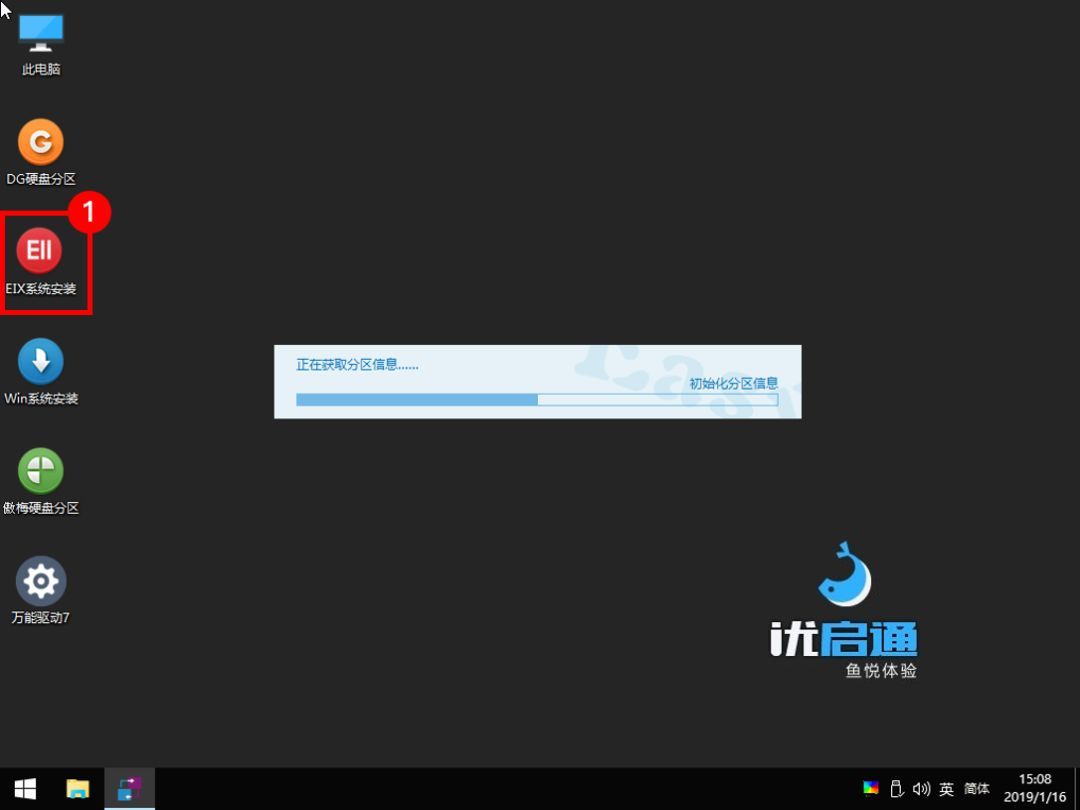 此电脑
G
DG硬盘分区
1
EII
EIX系统安装
正在获取分区信息......
初始化分区信息
Easy
Win系统安装
傲梅硬盘分区
万能驱动7
优启通
鱼悦体验
英
简体
15:08
2019/1/16